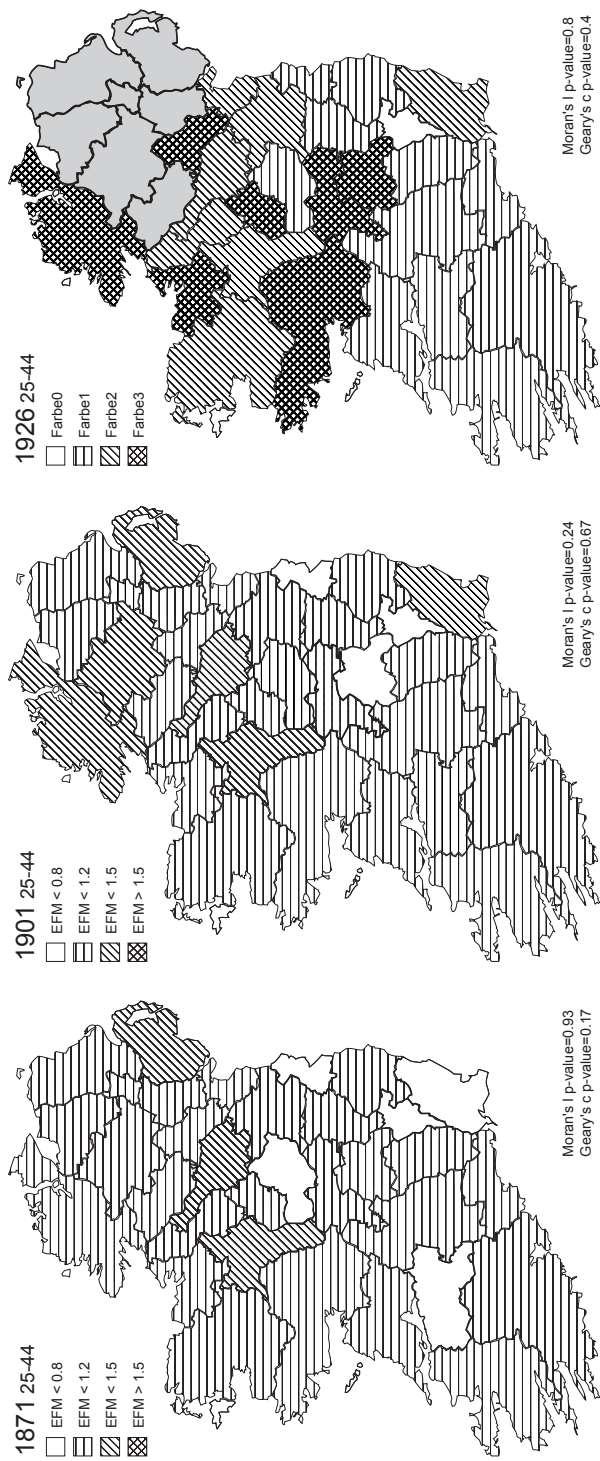 1871 25-44
EFM < 0.8
EFM < 1.2
EFM < 1.5
EFM > 1.5
Moran's I p-value=0.93
Geary's c p-value=0.17
1901 25-44
EFM < 0.8
EFM < 1.2
EFM < 1.5
EFM > 1.5
Moran's I p-value=0.24
Geary's c p-value=0.67
1926 25-44
Farbe0
Farbe1
Farbe2
Farbe3
Moran's I p-value=0.8
Geary's c p-value=0.4